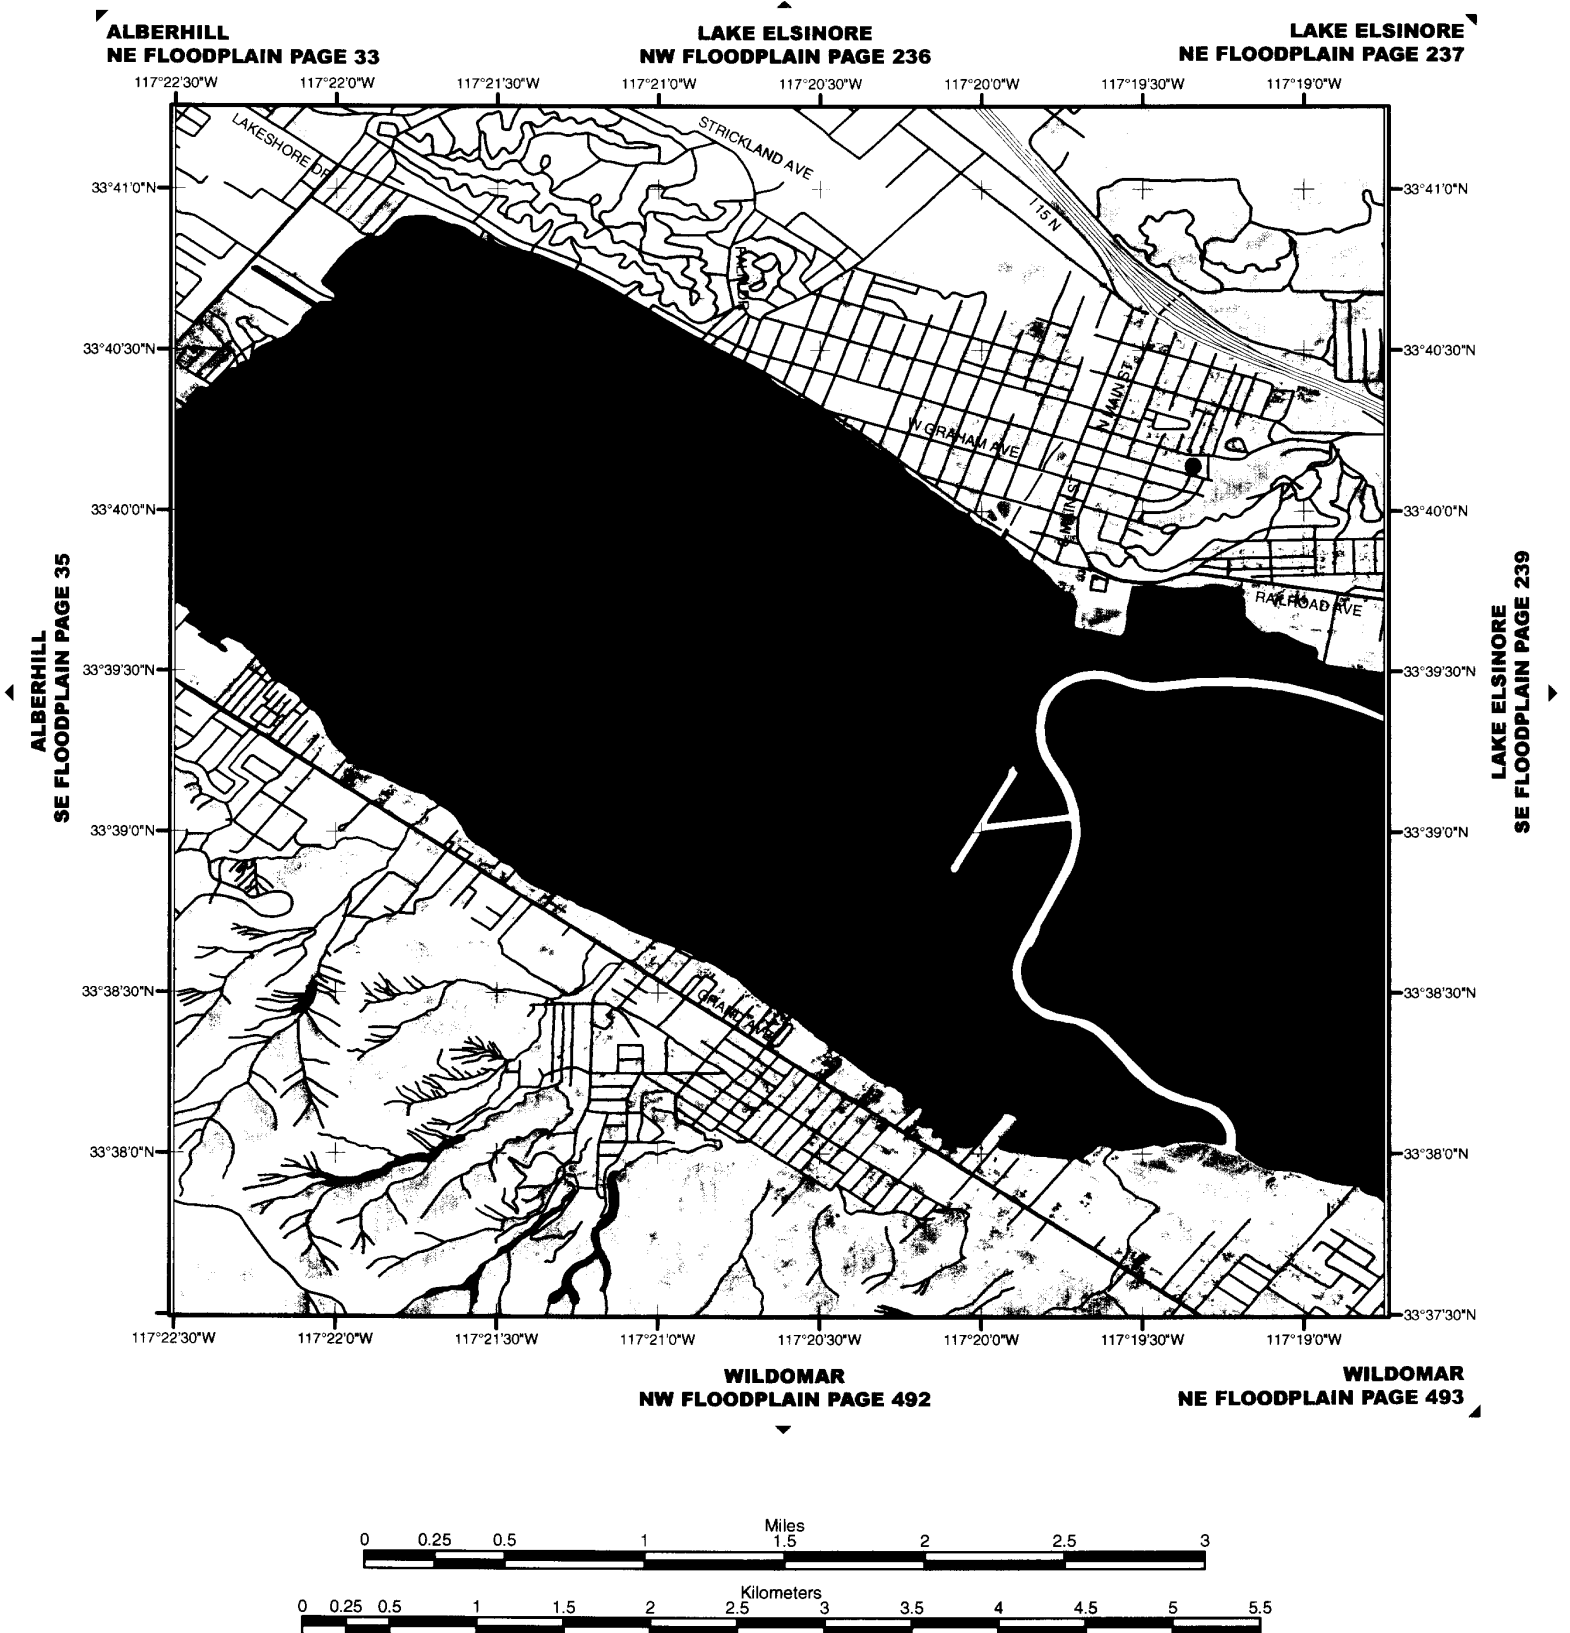 ALBERHILL
NE FLOODPLAIN PAGE 33
LAKE ELSINORE
NW FLOODPLAIN PAGE 236
LAKE ELSINORE
NE FLOODPLAIN PAGE 237
117°22'30"W 117°22'0"W 117°21'30"W 117°21'0"W 117°20'30"W 117°20'0"W 117°19'30"W 117°19'0"W
LAKESHORE DR
STRICKLAND AVE
33°41'0"N 33°41'0"N
I 15 N
33°40'30"N 33°40'30"N
N MAIN ST
W GRAHAM AVE
S MAIN ST
33°40'0"N 33°40'0"N
RAILROAD AVE
ALBERHILL
SE FLOODPLAIN PAGE 35
LAKE ELSINORE
SE FLOODPLAIN PAGE 239
33°39'30"N 33°39'30"N
33°39'0"N 33°39'0"N
33°38'30"N 33°38'30"N
GRAND AVE
33°38'0"N 33°38'0"N
33°37'30"N
117°22'30"W 117°22'0"W 117°21'30"W 117°21'0"W 117°20'30"W 117°20'0"W 117°19'30"W 117°19'0"W
WILDOMAR
NW FLOODPLAIN PAGE 492
WILDOMAR
NE FLOODPLAIN PAGE 493
Miles
0 0.25 0.5 1 1.5 2 2.5 3
Kilometers
0 0.25 0.5 1 1.5 2 2.5 3 3.5 4 4.5 5 5.5